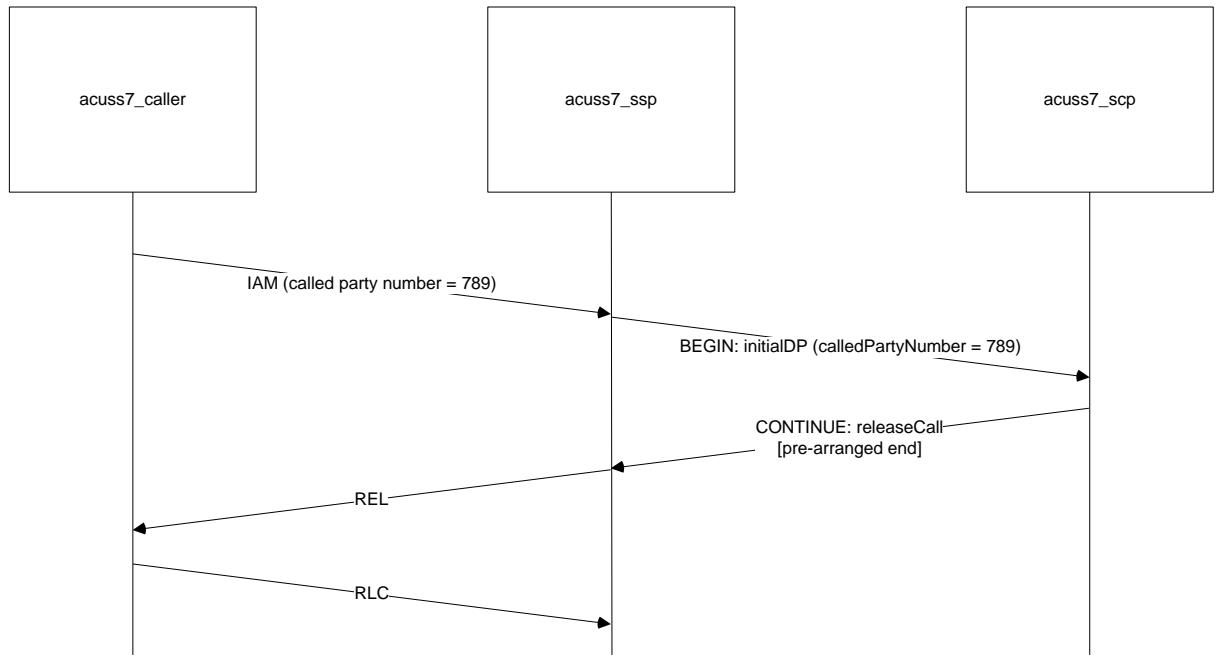 acuss7_caller
acuss7_ssp
acuss7_scp
IAM (called party number = 789)
BEGIN: initialDP (calledPartyNumber = 789)
CONTINUE: releaseCall
[pre-arranged end]
REL
RLC